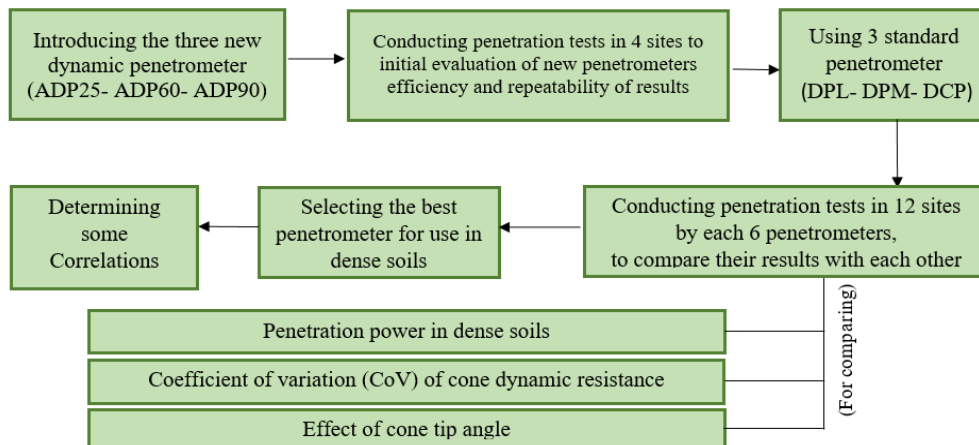 Introducing the three new
dynamic penetrometer
(ADP25- ADP60- ADP90)
Conducting penetration tests in 4 sites to
initial evaluation of new penetrometers
efficiency and repeatability of results
Using 3 standard
penetrometer
(DPL- DPM- DCP)
Conducting penetration tests in 12 sites
by each 6 penetrometers,
to compare their results with each other
Selecting the best
penetrometer for use in
dense soils
Determining
some
Correlations
(For comparing)
Penetration power in dense soils
Coefficient of variation (CoV) of cone dynamic resistance
Effect of cone tip angle